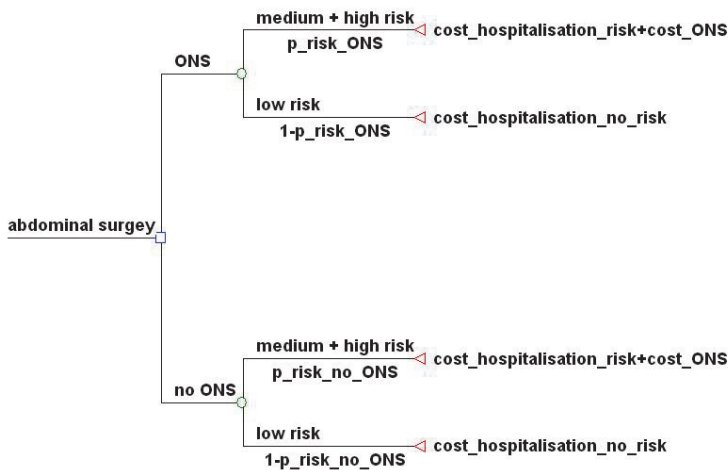 medium + high risk
p_risk_ONS
cost_hospitalisation_risk+cost_ONS
ONS
low risk
1-p_risk_ONS
cost_hospitalisation_no_risk
abdominal surgey
medium + high risk
p_risk_no_ONS
cost_hospitalisation_risk+cost_ONS
no ONS
low risk
1-p_risk_no_ONS
cost_hospitalisation_no_risk